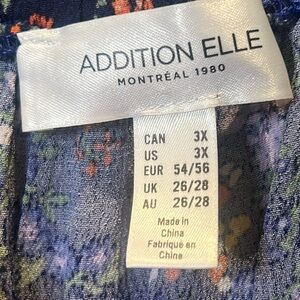 ADDITION ELLE
MONTRÉAL 1980
CAN 3X
US 3X
EUR 54/56
UK 26/28
AU 26/28
Made in
China
Fabriqué en
Chine